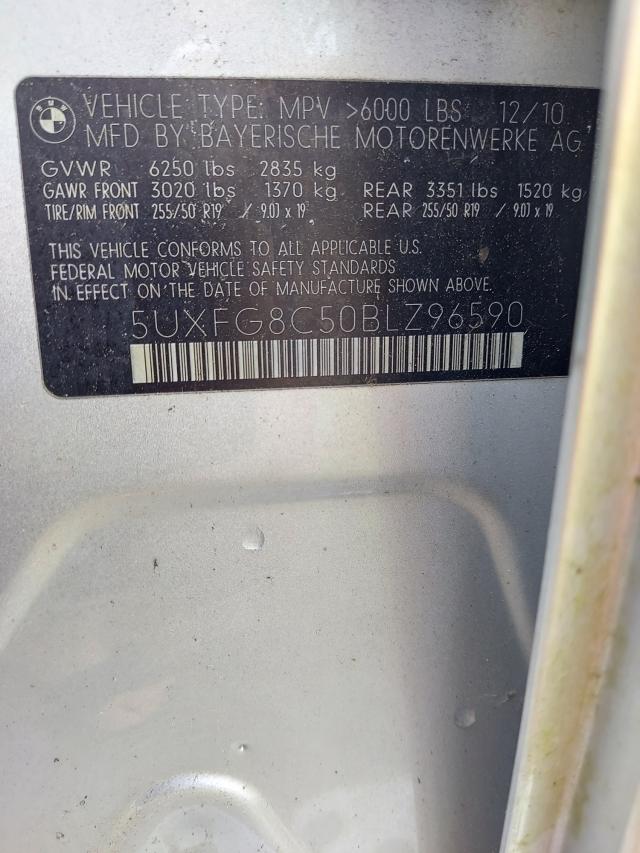 BMW
VEHICLE TYPE: MPV >6000 LBS 12/10
MFD BY BAYERISCHE MOTORENWERKE AG
GVWR 6250 lbs 2835 kg
GAWR FRONT 3020 lbs 1370 kg REAR 3351 lbs 1520 kg
TIRE/RIM FRONT 255/50 R19 / 9.0J x 19 REAR 255/50 R19 / 9.0J x 19
THIS VEHICLE CONFORMS TO ALL APPLICABLE U.S.
FEDERAL MOTOR VEHICLE SAFETY STANDARDS
IN EFFECT ON THE DATE OF MANUFACTURE SHOWN ABOVE.
5UXFG8C50BLZ96590